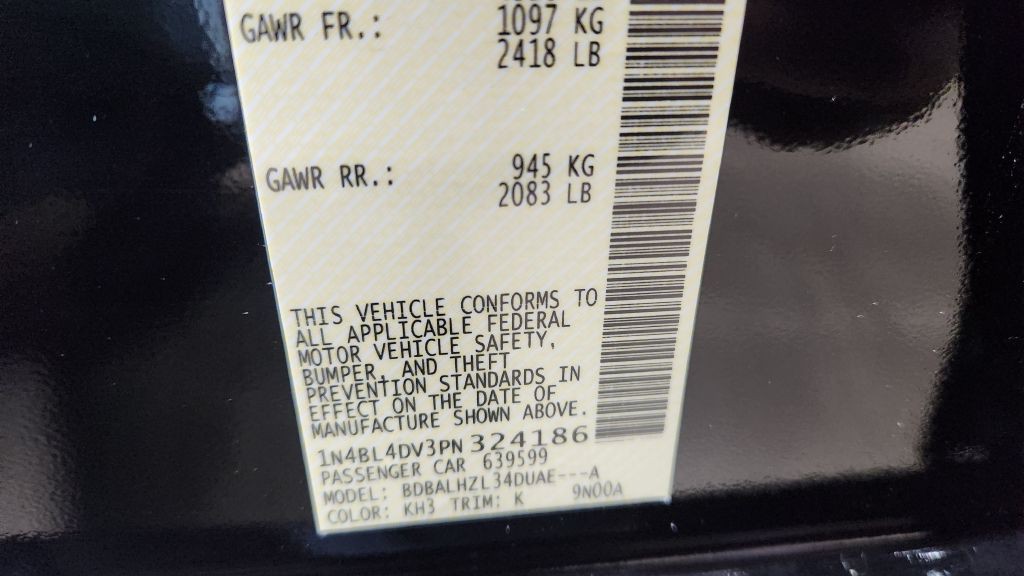 GAWR FR.: 1097 KG
2418 LB
GAWR RR.: 945 KG
2083 LB
THIS VEHICLE CONFORMS TO
ALL APPLICABLE FEDERAL
MOTOR VEHICLE SAFETY,
BUMPER, AND THEFT
PREVENTION STANDARDS IN
EFFECT ON THE DATE OF
MANUFACTURE SHOWN ABOVE.
1N4BL4DV3PN 324186
PASSENGER CAR 639599
MODEL: BDBALHZL34DUAE---A
COLOR: KH3 TRIM: K 9N00A